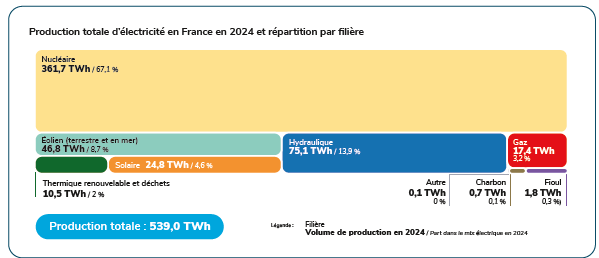 Production totale d'électricité en France en 2024 et répartition par filière
Nucléaire
361,7 TWh / 67,1 %
Éolien (terrestre et en mer)
46,8 TWh / 8,7 %
Hydraulique
75,1 TWh / 13,9 %
Gaz
17,4 TWh
3,2 %
Solaire 24,8 TWh / 4,6 %
Thermique renouvelable et déchets
10,5 TWh / 2 %
Autre
0,1 TWh
0 %
Charbon
0,7 TWh
0,1 %
Fioul
1,8 TWh
0,3 %)
Production totale : 539,0 TWh
Légende :
Filière
Volume de production en 2024 / Part dans le mix électrique en 2024